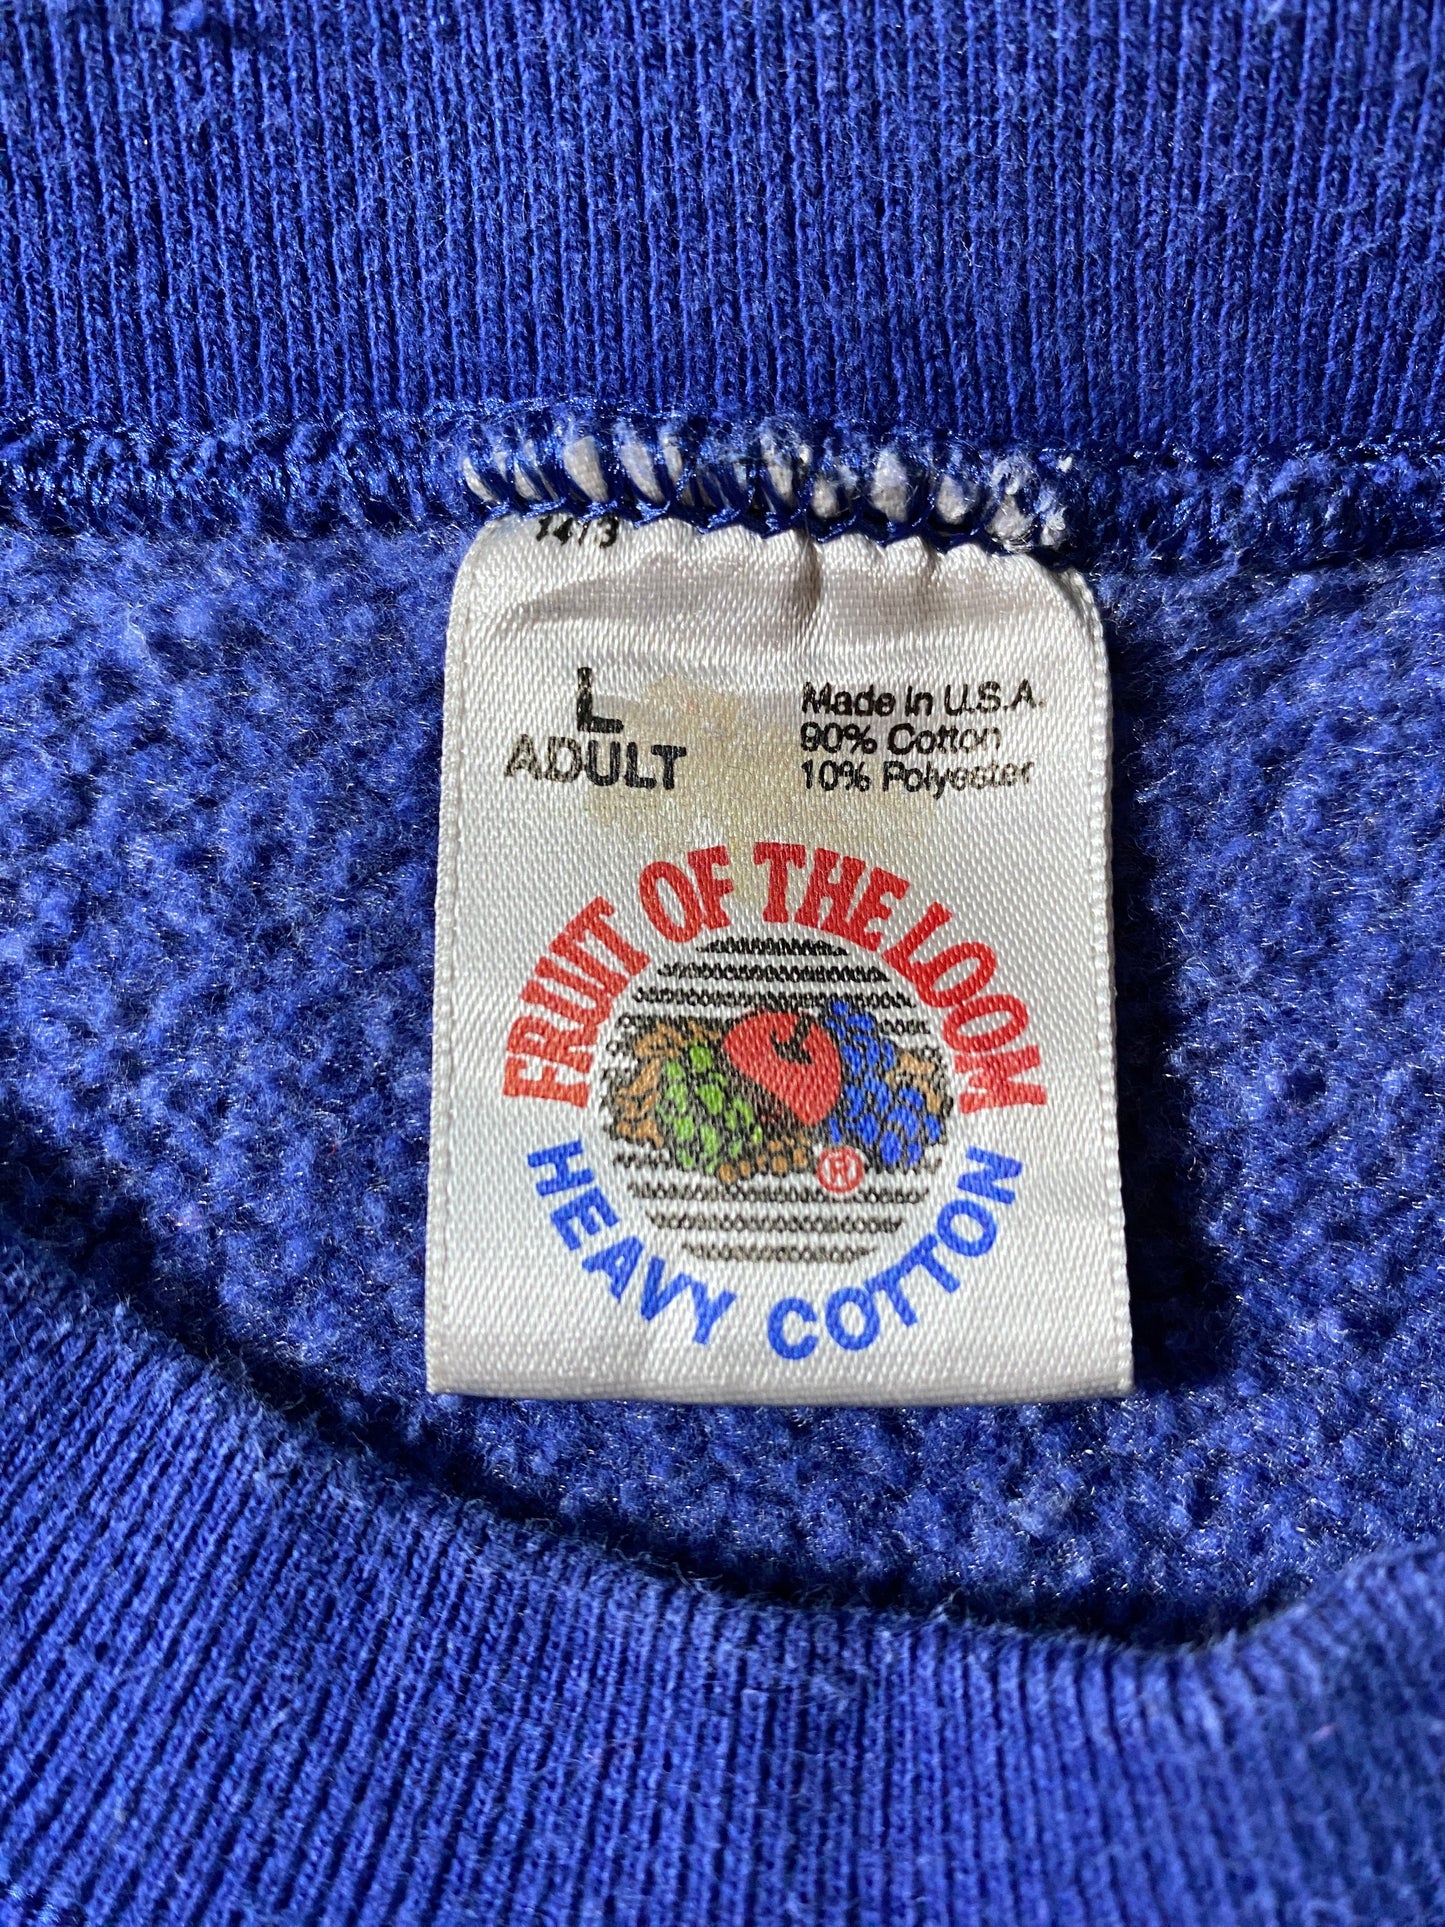 L
ADULT
Made in U.S.A.
90% Cotton
10% Polyester
FRUIT OF THE LOOM
®
HEAVY COTTON